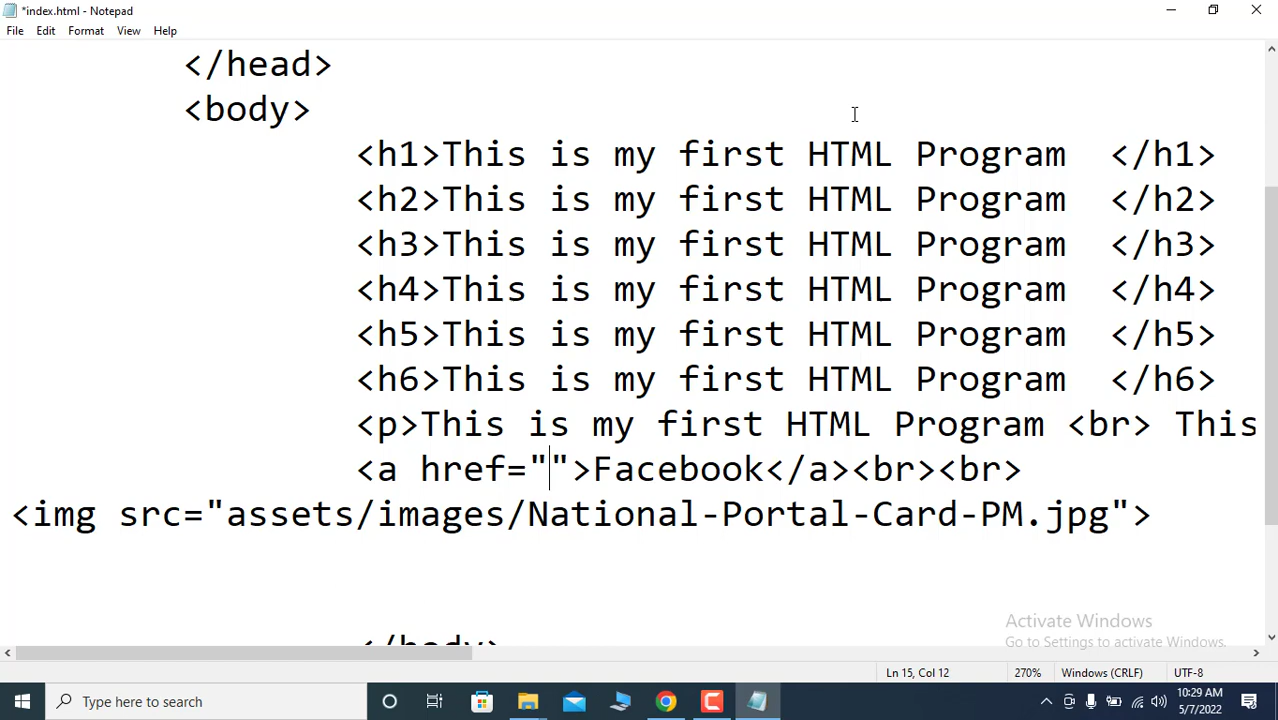 *index.html - Notepad
File Edit Format View Help
</head>
<body>
<h1>This is my first HTML Program  </h1>
<h2>This is my first HTML Program  </h2>
<h3>This is my first HTML Program  </h3>
<h4>This is my first HTML Program  </h4>
<h5>This is my first HTML Program  </h5>
<h6>This is my first HTML Program  </h6>
<p>This is my first HTML Program <br> This
<a href="">Facebook</a><br><br>
<img src="assets/images/National-Portal-Card-PM.jpg">
</body>
Activate Windows
Go to Settings to activate Windows.
Ln 15, Col 12 270% Windows (CRLF) UTF-8
Type here to search
10:29 AM
5/7/2022